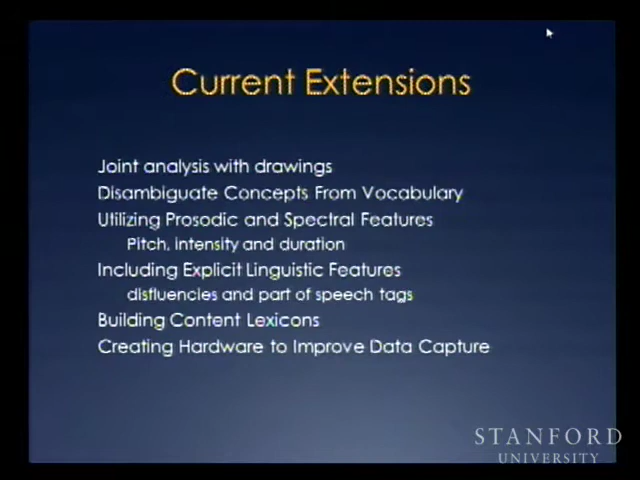 Current Extensions
Joint analysis with drawings
Disambiguate Concepts From Vocabulary
Utilizing Prosodic and Spectral Features
Pitch, intensity and duration
Including Explicit Linguistic Features
disfluencies and part of speech tags
Building Content Lexicons
Creating Hardware to Improve Data Capture
STANFORD
UNIVERSITY